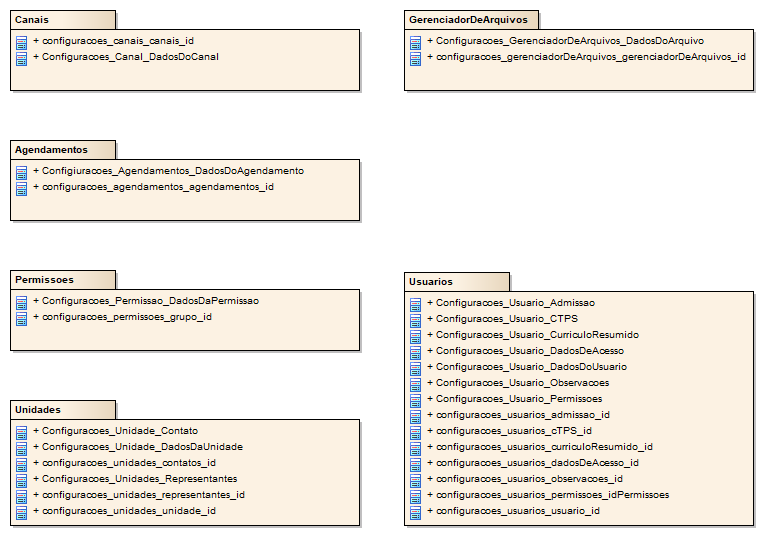 Canais
+ configuracoes_canais_canais_id
+ Configuracoes_Canal_DadosDoCanal
GerenciadorDeArquivos
+ Configuracoes_GerenciadorDeArquivos_DadosDoArquivo
+ configuracoes_gerenciadorDeArquivos_gerenciadorDeArquivos_id
Agendamentos
+ Configiuracoes_Agendamentos_DadosDoAgendamento
+ configuracoes_agendamentos_agendamentos_id
Permissoes
+ Configuracoes_Permissao_DadosDaPermissao
+ configuracoes_permissoes_grupo_id
Unidades
+ Configuracoes_Unidade_Contato
+ Configuracoes_Unidade_DadosDaUnidade
+ configuracoes_unidades_contatos_id
+ Configuracoes_Unidades_Representantes
+ configuracoes_unidades_representantes_id
+ configuracoes_unidades_unidade_id
Usuarios
+ Configuracoes_Usuario_Admissao
+ Configuracoes_Usuario_CTPS
+ Configuracoes_Usuario_CurriculoResumido
+ Configuracoes_Usuario_DadosDeAcesso
+ Configuracoes_Usuario_DadosDoUsuario
+ Configuracoes_Usuario_Observacoes
+ Configuracoes_Usuario_Permissoes
+ configuracoes_usuarios_admissao_id
+ configuracoes_usuarios_cTPS_id
+ configuracoes_usuarios_curriculoResumido_id
+ configuracoes_usuarios_dadosDeAcesso_id
+ configuracoes_usuarios_observacoes_id
+ configuracoes_usuarios_permissoes_idPermissoes
+ configuracoes_usuarios_usuario_id